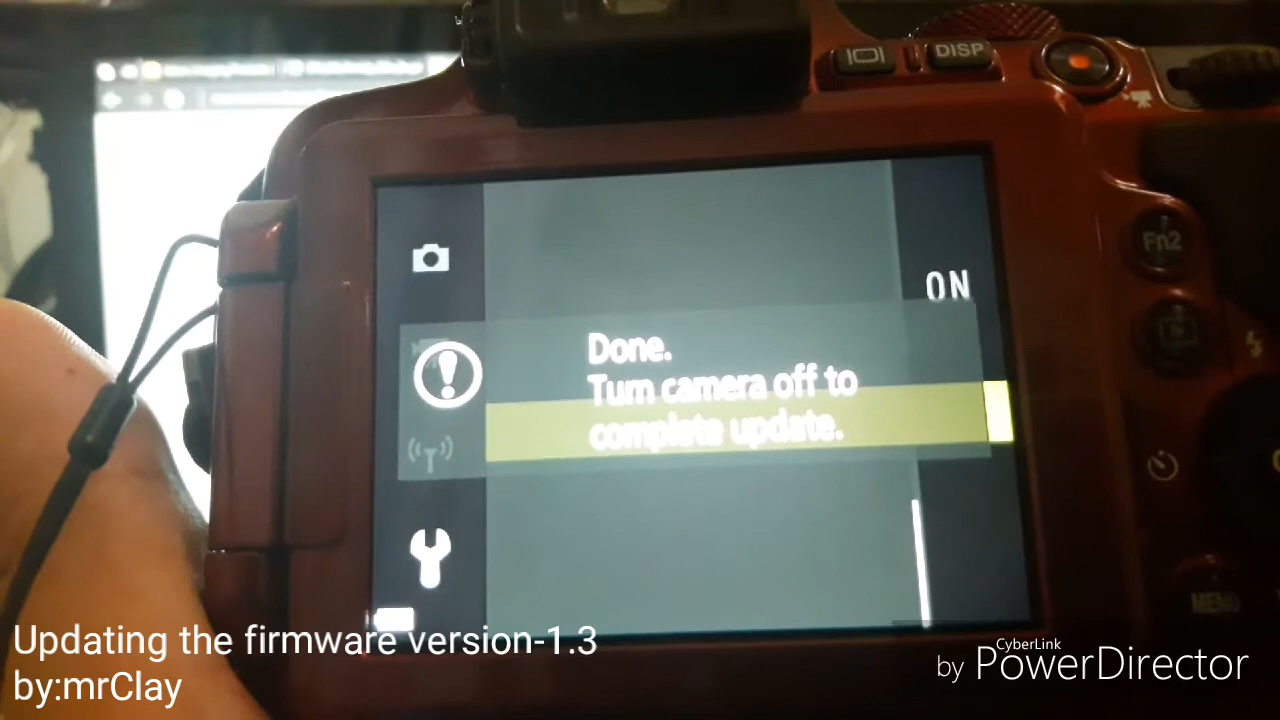 DISP
Fn2
ON
Done.
Turn camera off to
complete update.
MENU
Updating the firmware version-1.3
by:mrClay
CyberLink
by PowerDirector